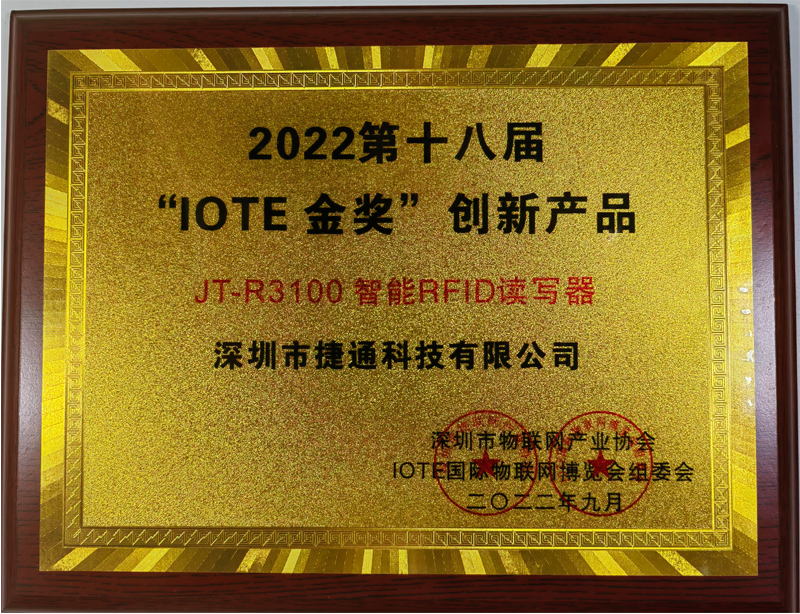 2022第十八届
“IOTE 金奖”创新产品
JT-R3100 智能RFID读写器
深圳市捷通科技有限公司
深圳市物联网产业协会
IOTE国际物联网博览会组委会
二〇二二年九月